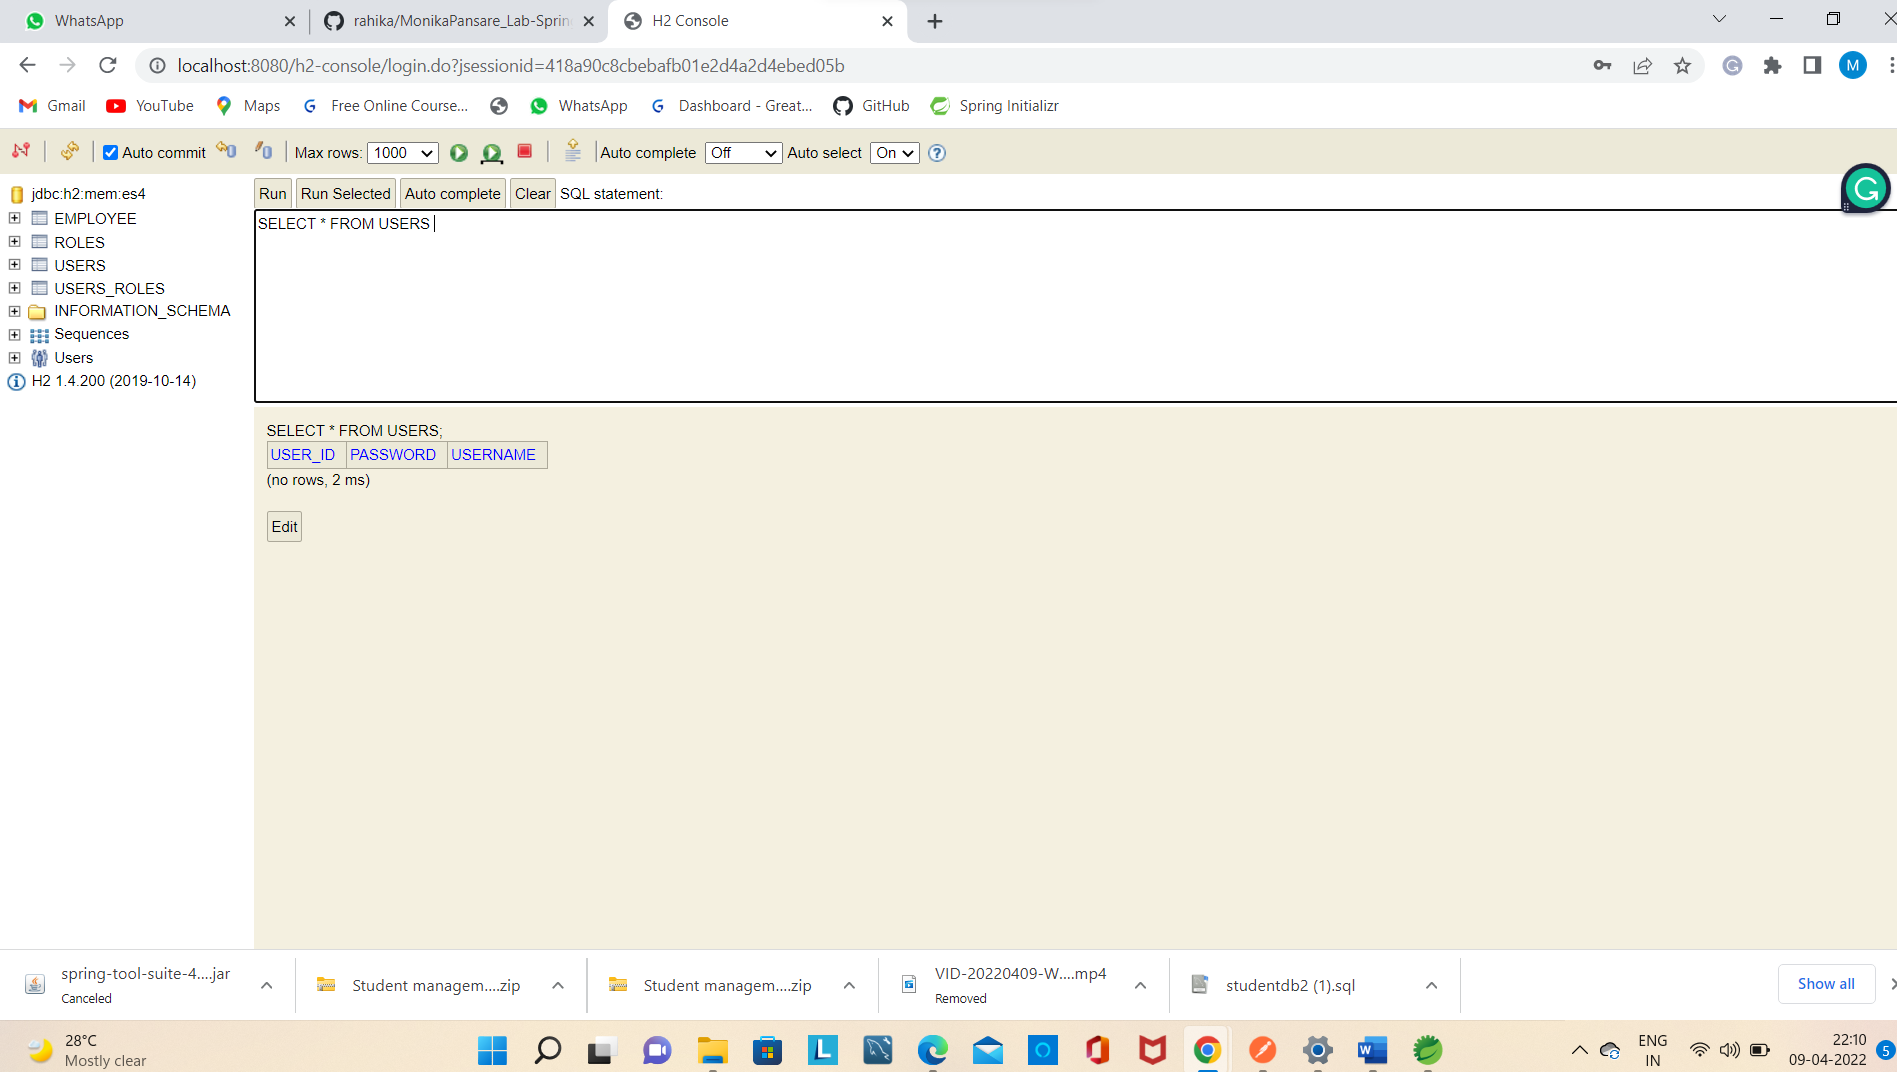 WhatsApp
rahika/MonikaPansare_Lab-Sprin
H2 Console
localhost:8080/h2-console/login.do?jsessionid=418a90c8cbebafb01e2d4a2d4ebed05b
M
Gmail YouTube Maps Free Online Course... WhatsApp Dashboard - Great... GitHub Spring Initializr
Auto commit Max rows: 1000 Auto complete Off Auto select On
jdbc:h2:mem:es4
EMPLOYEE
ROLES
USERS
USERS_ROLES
INFORMATION_SCHEMA
Sequences
Users
H2 1.4.200 (2019-10-14)
Run Run Selected Auto complete Clear SQL statement:
SELECT * FROM USERS
SELECT * FROM USERS;
USER_ID PASSWORD USERNAME
(no rows, 2 ms)
Edit
spring-tool-suite-4....jar
Canceled
Student managem....zip
Student managem....zip
VID-20220409-W....mp4
Removed
studentdb2 (1).sql
Show all
28°C
Mostly clear
ENG
IN
22:10
09-04-2022
5